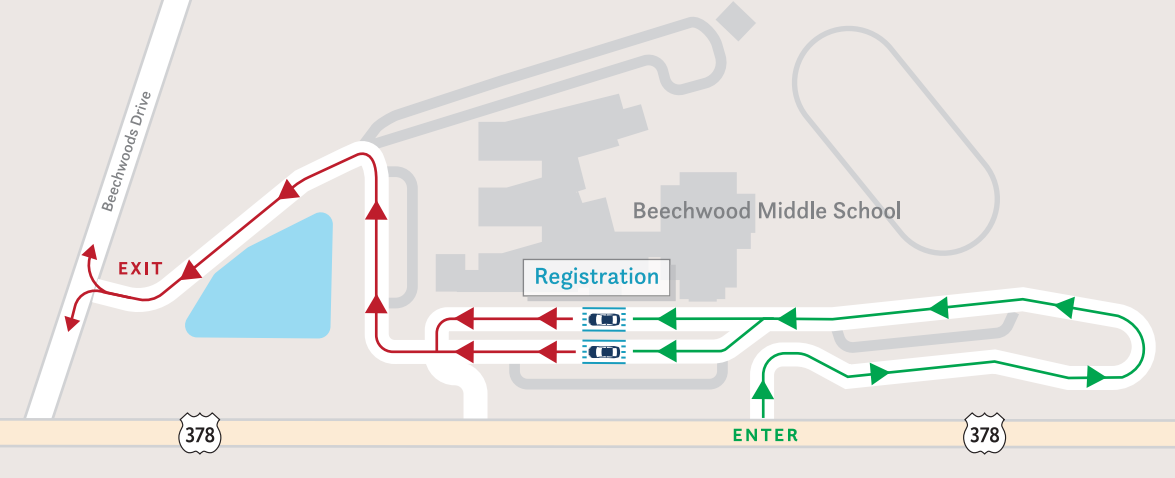 Beechwoods Drive
Beechwood Middle School
EXIT
Registration
378
ENTER
378